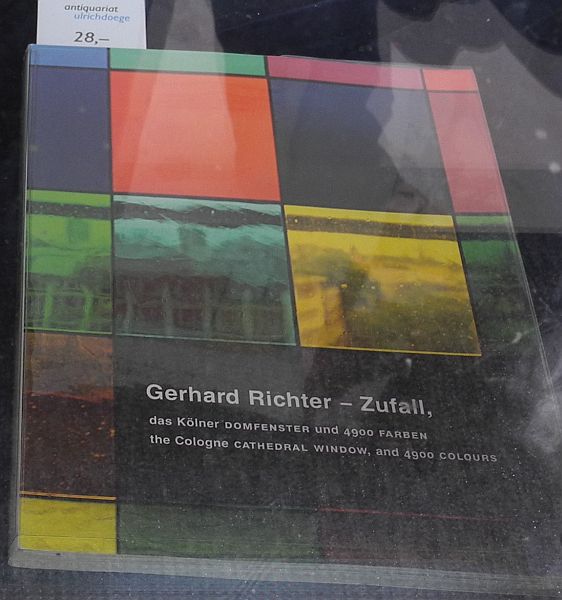 antiquariat
ulrichdoege
28,–
Gerhard Richter – Zufall,
das Kölner DOMFENSTER und 4900 FARBEN
the Cologne CATHEDRAL WINDOW, and 4900 COLOURS